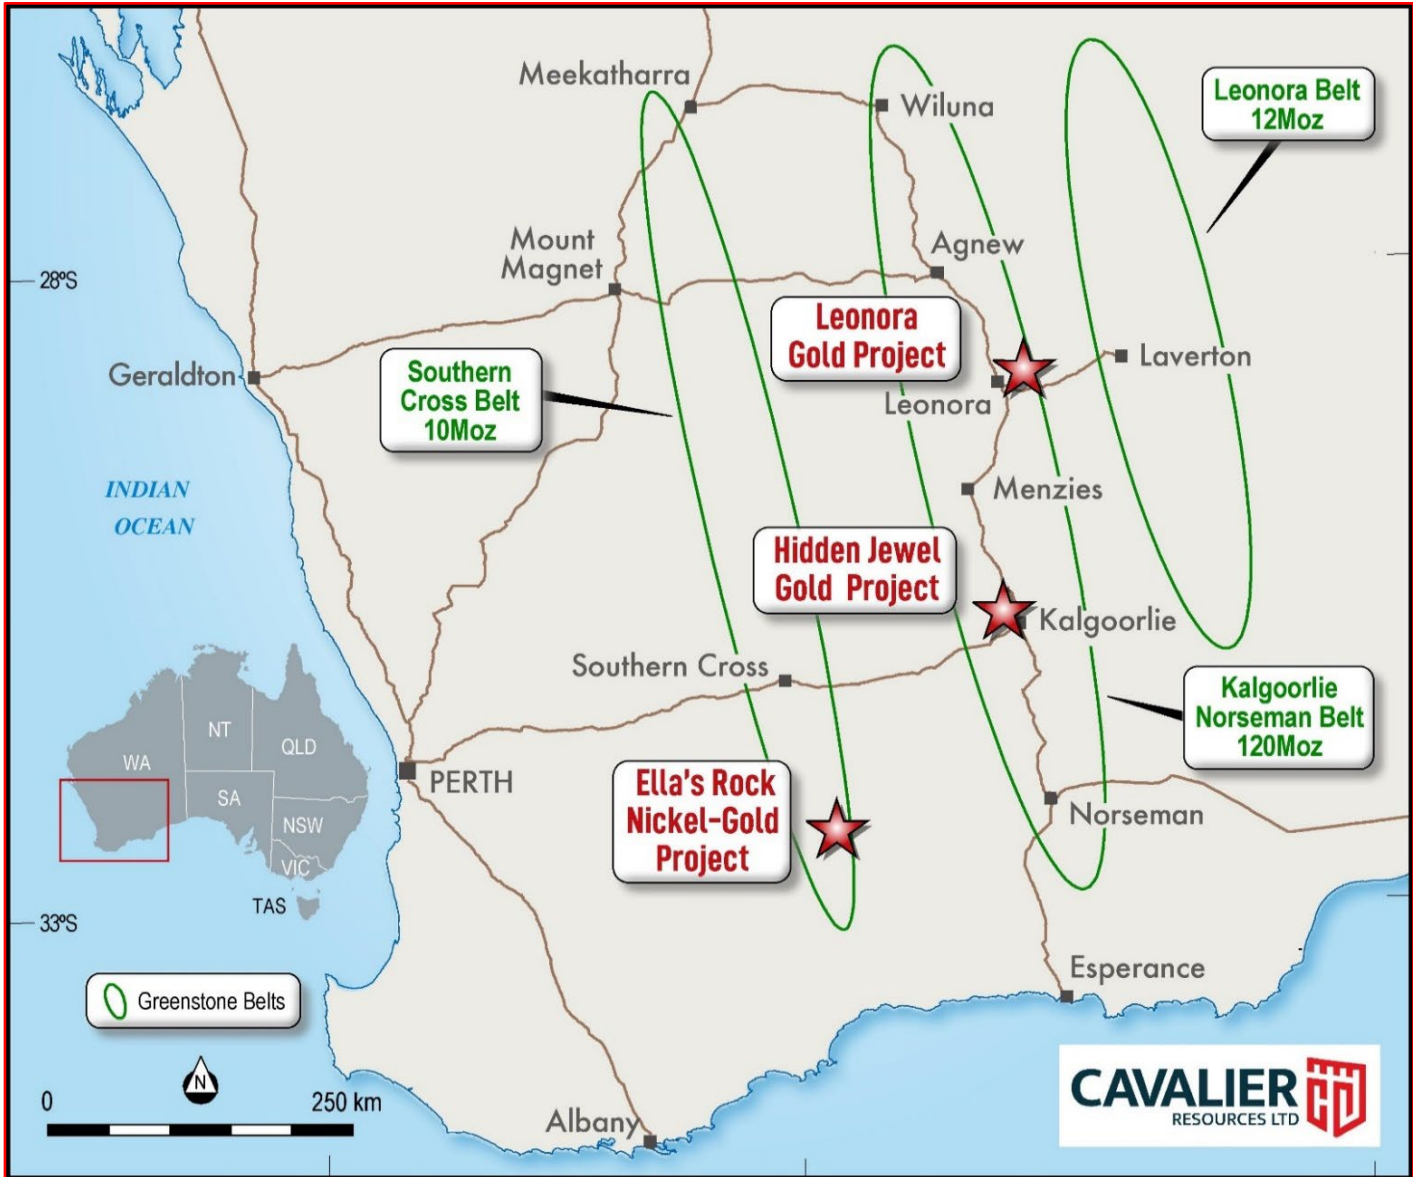 Meekatharra
Wiluna
Leonora Belt
12Moz
Mount
Magnet
Agnew
28ºS
Leonora
Gold Project
Laverton
Geraldton
Southern
Cross Belt
10Moz
Leonora
INDIAN
OCEAN
Menzies
Hidden Jewel
Gold Project
Kalgoorlie
Southern Cross
Kalgoorlie
Norseman Belt
120Moz
NT
QLD
WA
SA
NSW
VIC
TAS
PERTH
Ella's Rock
Nickel-Gold
Project
Norseman
33ºS
Esperance
Greenstone Belts
N
0 250 km
Albany
CAVALIER
RESOURCES LTD